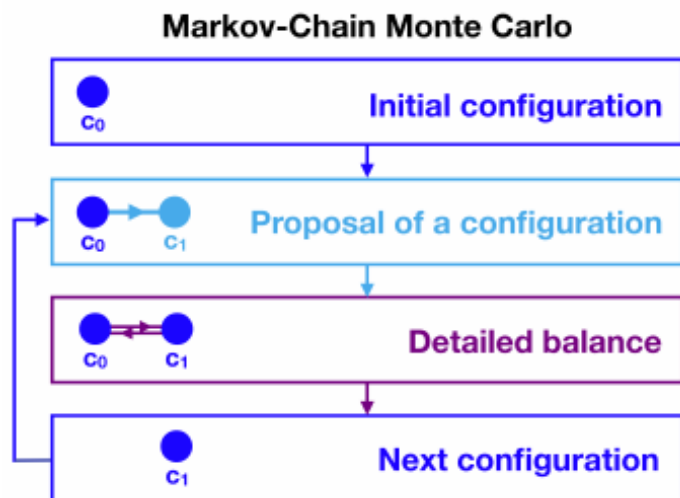 Markov-Chain Monte Carlo
Initial configuration
c₀
Proposal of a configuration
c₀ c₁
Detailed balance
c₀ c₁
Next configuration
c₁